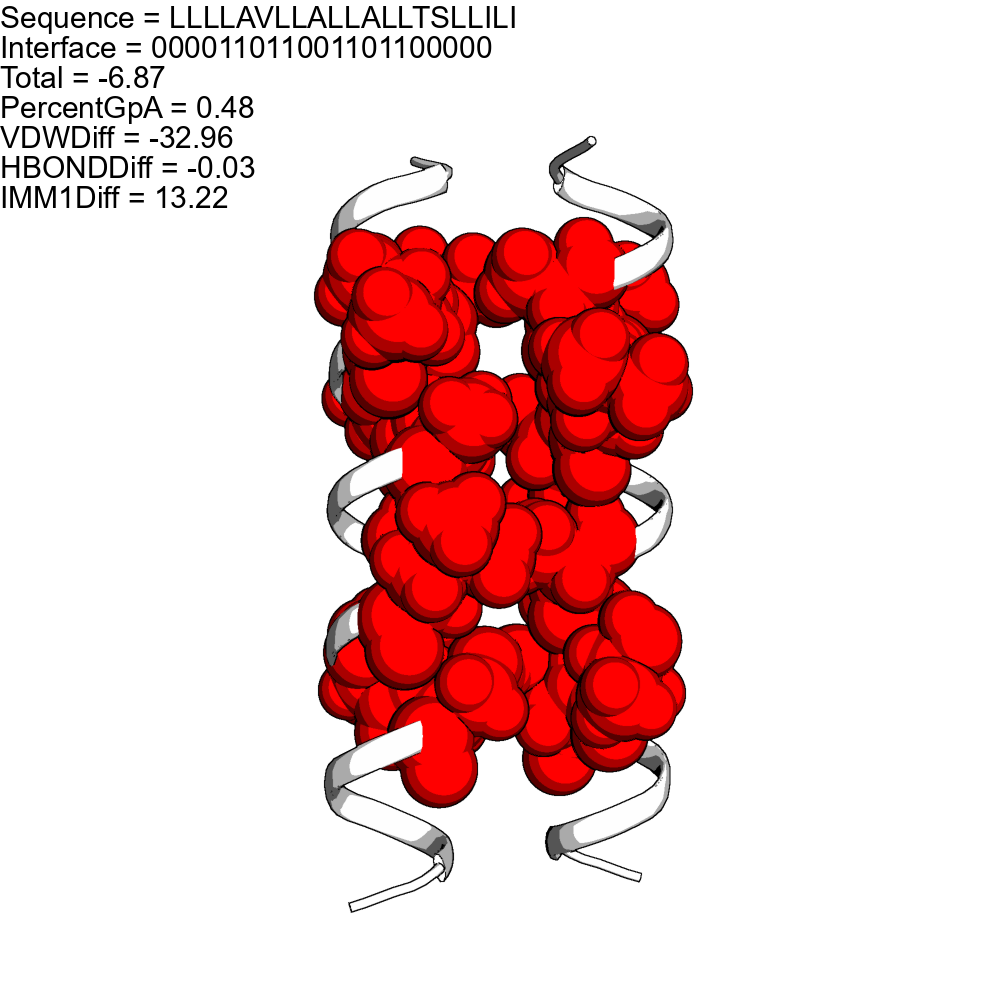 Sequence = LLLLAVLLALLALLTSLLILI
Interface = 000011011001101100000
Total = -6.87
PercentGpA = 0.48
VDWDiff = -32.96
HBONDDiff = -0.03
IMM1Diff = 13.22